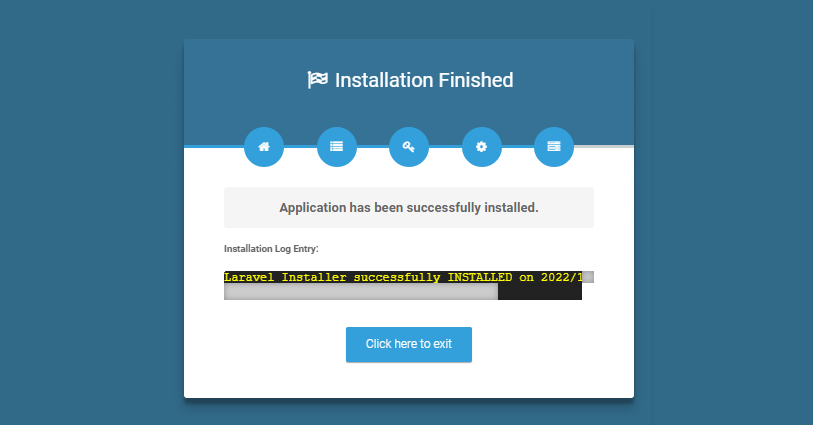 Installation Finished
Application has been successfully installed.
Installation Log Entry:
Laravel Installer successfully INSTALLED on 2022/1
Click here to exit